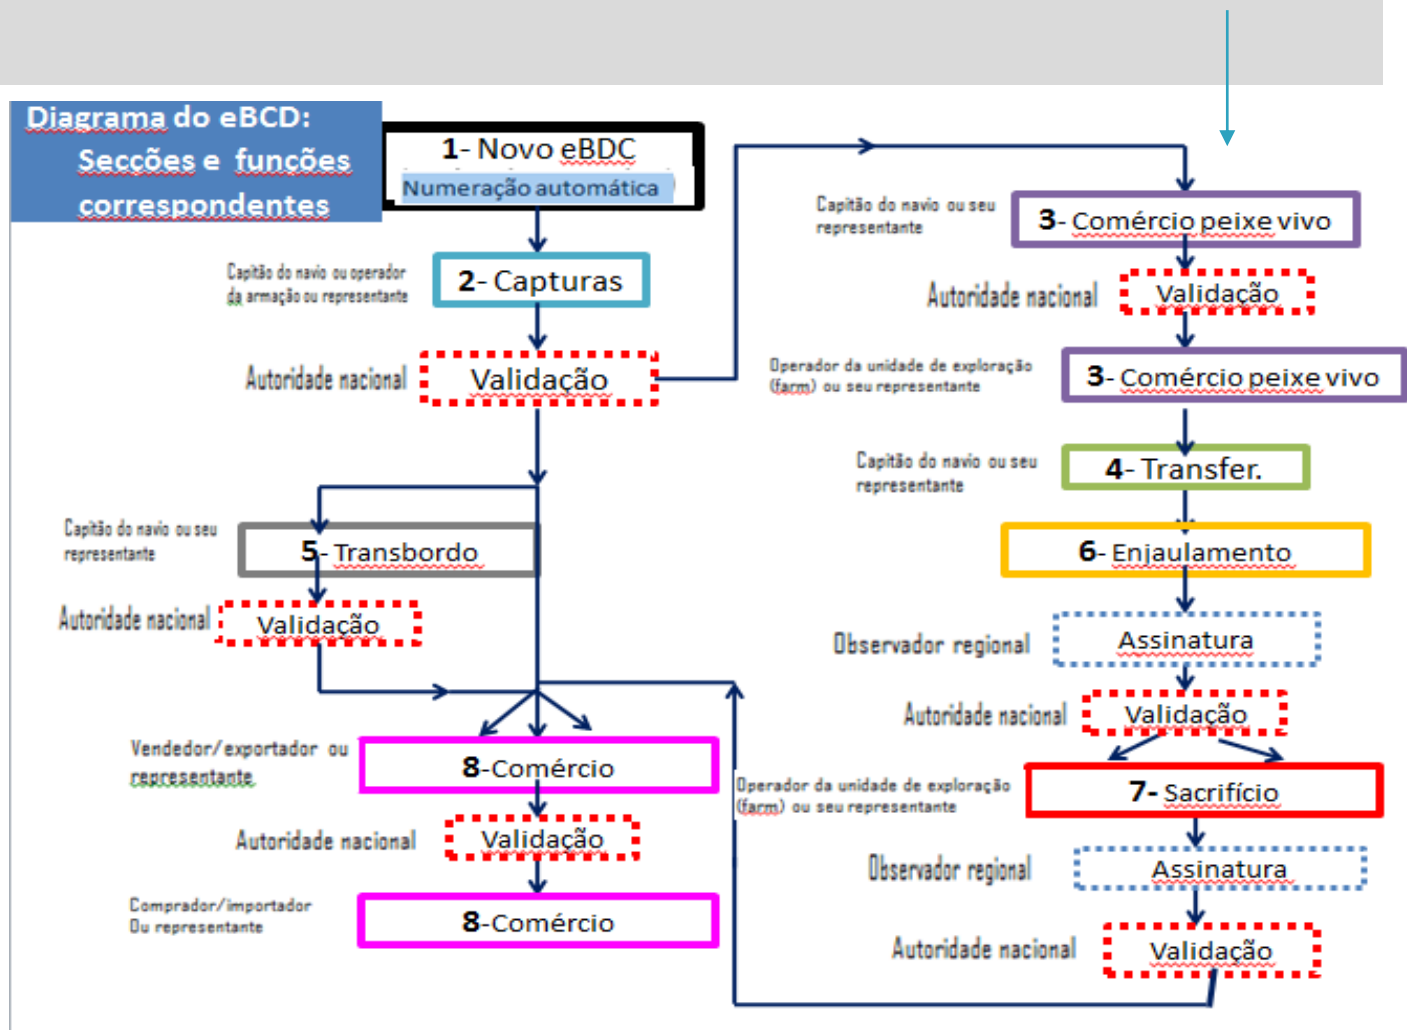 Diagrama do eBCD:
Secções e funções
correspondentes
1- Novo eBDC
Numeração automática
Capitão do navio ou operador
da armação ou representante
2- Capturas
Autoridade nacional
Validação
Capitão do navio ou seu
representante
5- Transbordo
Autoridade nacional
Validação
Vendedor/exportador ou
representante
8-Comércio
Autoridade nacional
Validação
Comprador/importador
Ou representante
8-Comércio
Capitão do navio ou seu
representante
3- Comércio peixe vivo
Autoridade nacional
Validação
Operador da unidade de exploração
(farm) ou seu representante
3- Comércio peixe vivo
Capitão do navio ou seu
representante
4- Transfer.
6- Enjaulamento
Observador regional
Assinatura
Autoridade nacional
Validação
Operador da unidade de exploração
(farm) ou seu representante
7- Sacrifício
Observador regional
Assinatura
Autoridade nacional
Validação